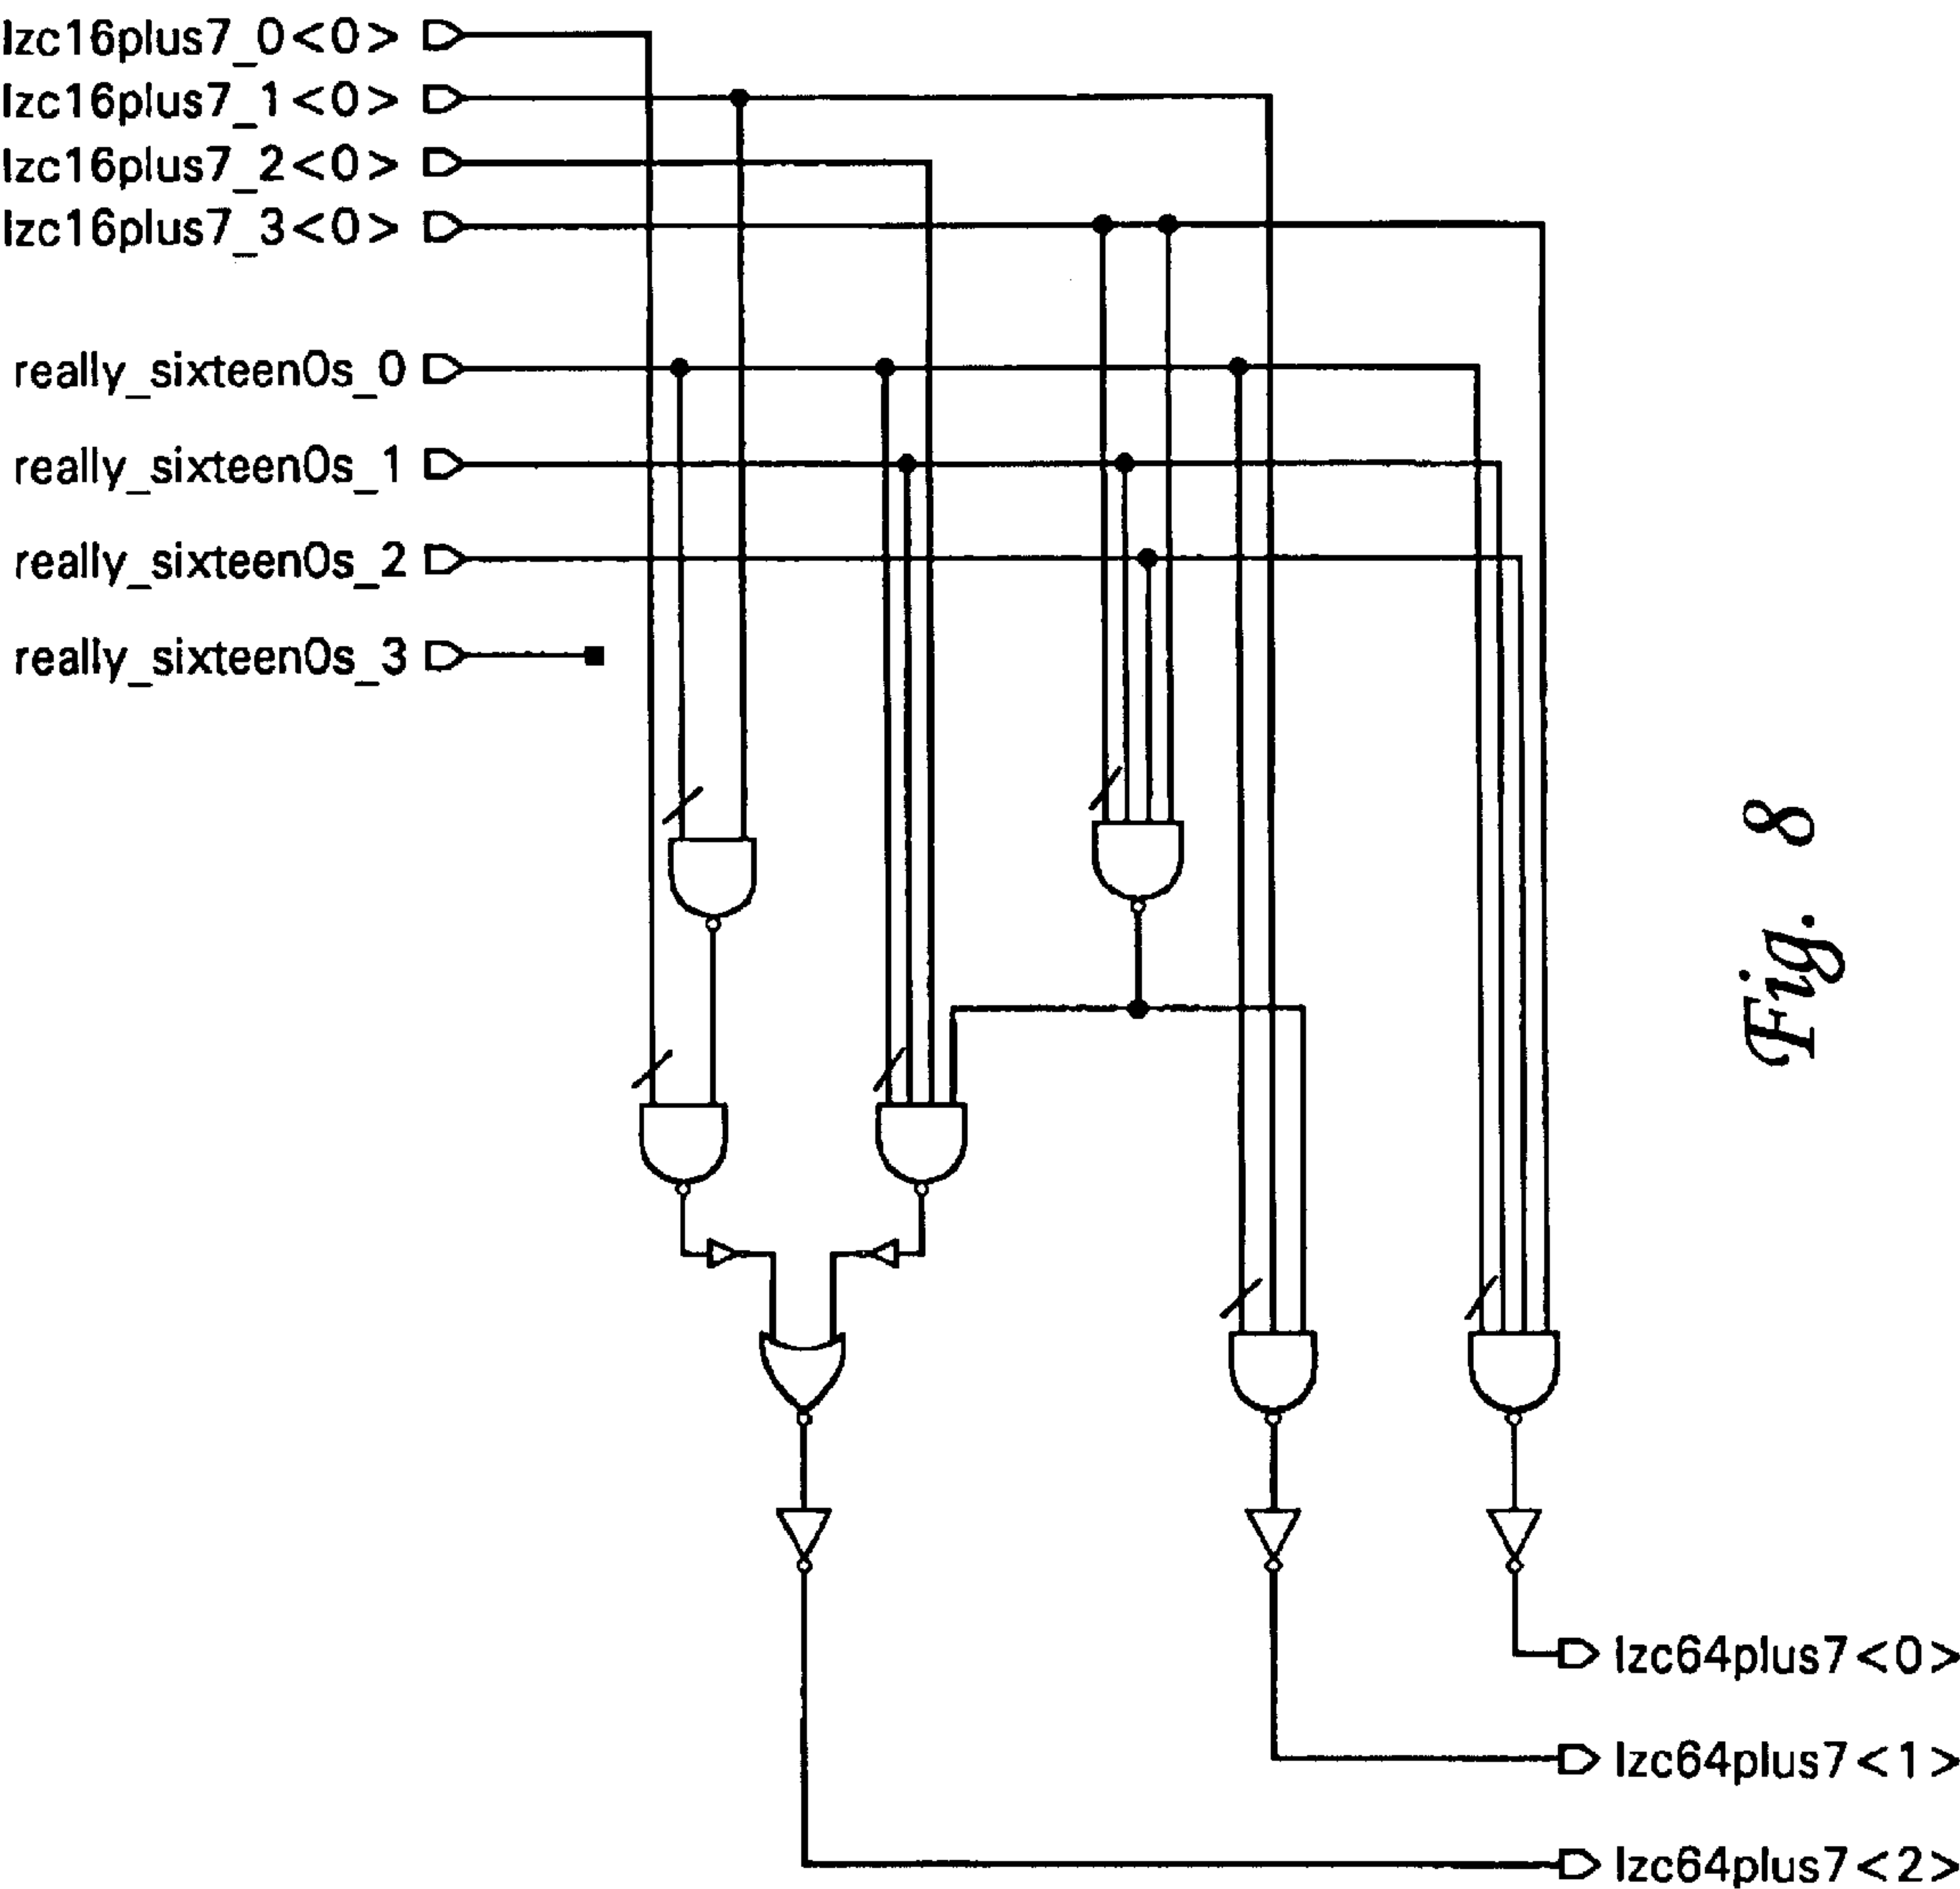 lzc16plus7_0<0>
lzc16plus7_1<0>
lzc16plus7_2<0>
lzc16plus7_3<0>
really_sixteen0s_0
really_sixteen0s_1
really_sixteen0s_2
really_sixteen0s_3
Fig. 8
lzc64plus7<0>
lzc64plus7<1>
lzc64plus7<2>